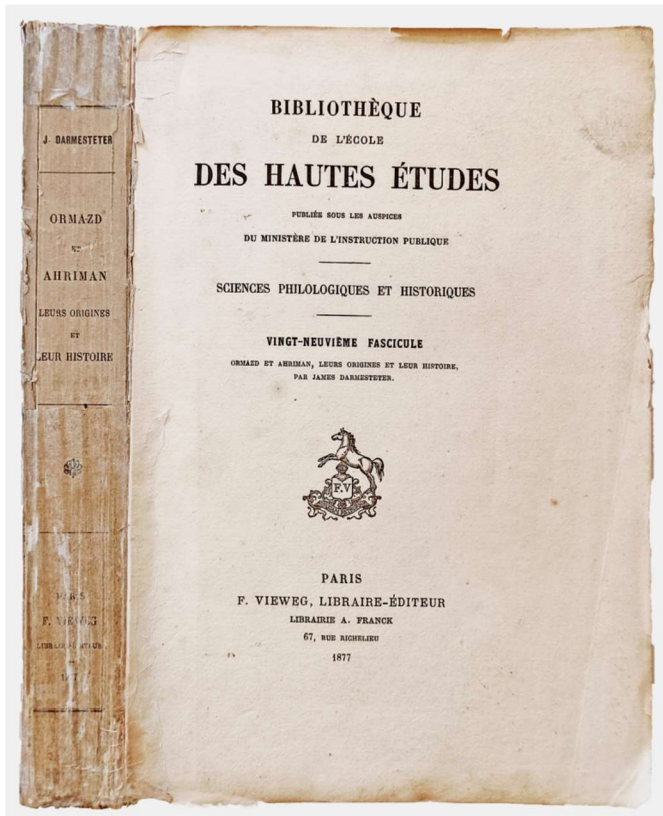 J. DARMESTETER
ORMAZD
ET
AHRIMAN
LEURS ORIGINES
ET
LEUR HISTOIRE
PARIS
F. VIEWEG
BIBLIOTHÈQUE
DE L'ÉCOLE
DES HAUTES ÉTUDES
PUBLIÉE SOUS LES AUSPICES
DU MINISTÈRE DE L'INSTRUCTION PUBLIQUE
SCIENCES PHILOLOGIQUES ET HISTORIQUES
VINGT-NEUVIÈME FASCICULE
ORMAZD ET AHRIMAN, LEURS ORIGINES ET LEUR HISTOIRE,
PAR JAMES DARMESTETER.
F.V
PARIS
F. VIEWEG, LIBRAIRE-ÉDITEUR
LIBRAIRIE A. FRANCK
67, RUE RICHELIEU
1877